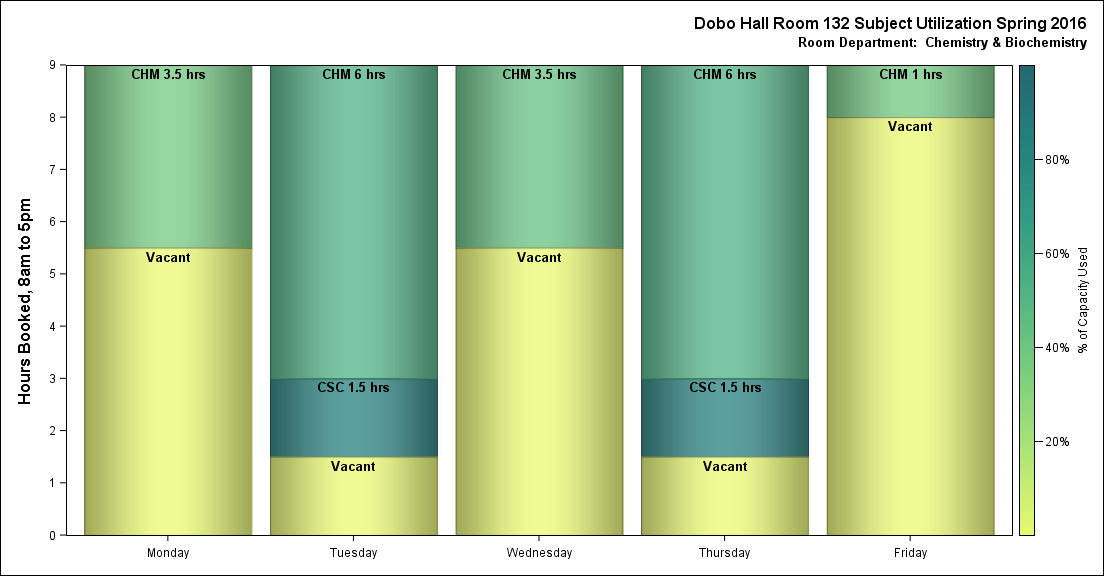 Dobo Hall Room 132 Subject Utilization Spring 2016
Room Department:  Chemistry & Biochemistry
Hours Booked, 8am to 5pm
9
8
7
6
5
4
3
2
1
0
CHM 3.5 hrs
Vacant
CHM 6 hrs
CSC 1.5 hrs
Vacant
CHM 3.5 hrs
Vacant
CHM 6 hrs
CSC 1.5 hrs
Vacant
CHM 1 hrs
Vacant
Monday
Tuesday
Wednesday
Thursday
Friday
80%
60%
40%
20%
% of Capacity Used